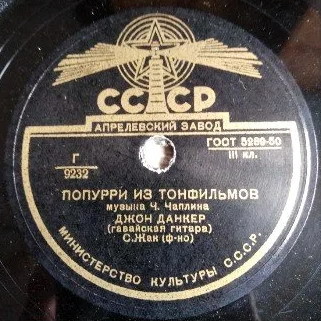 СССР
АПРЕЛЕВСКИЙ ЗАВОД
ГОСТ 5289-50
III кл.
Г
9232
ПОПУРРИ ИЗ ТОНФИЛЬМОВ
музыка Ч. Чаплина
ДЖОН ДАНКЕР
(гавайская гитара)
С. Жак (ф-но)
МИНИСТЕРСТВО КУЛЬТУРЫ С.С.С.Р.